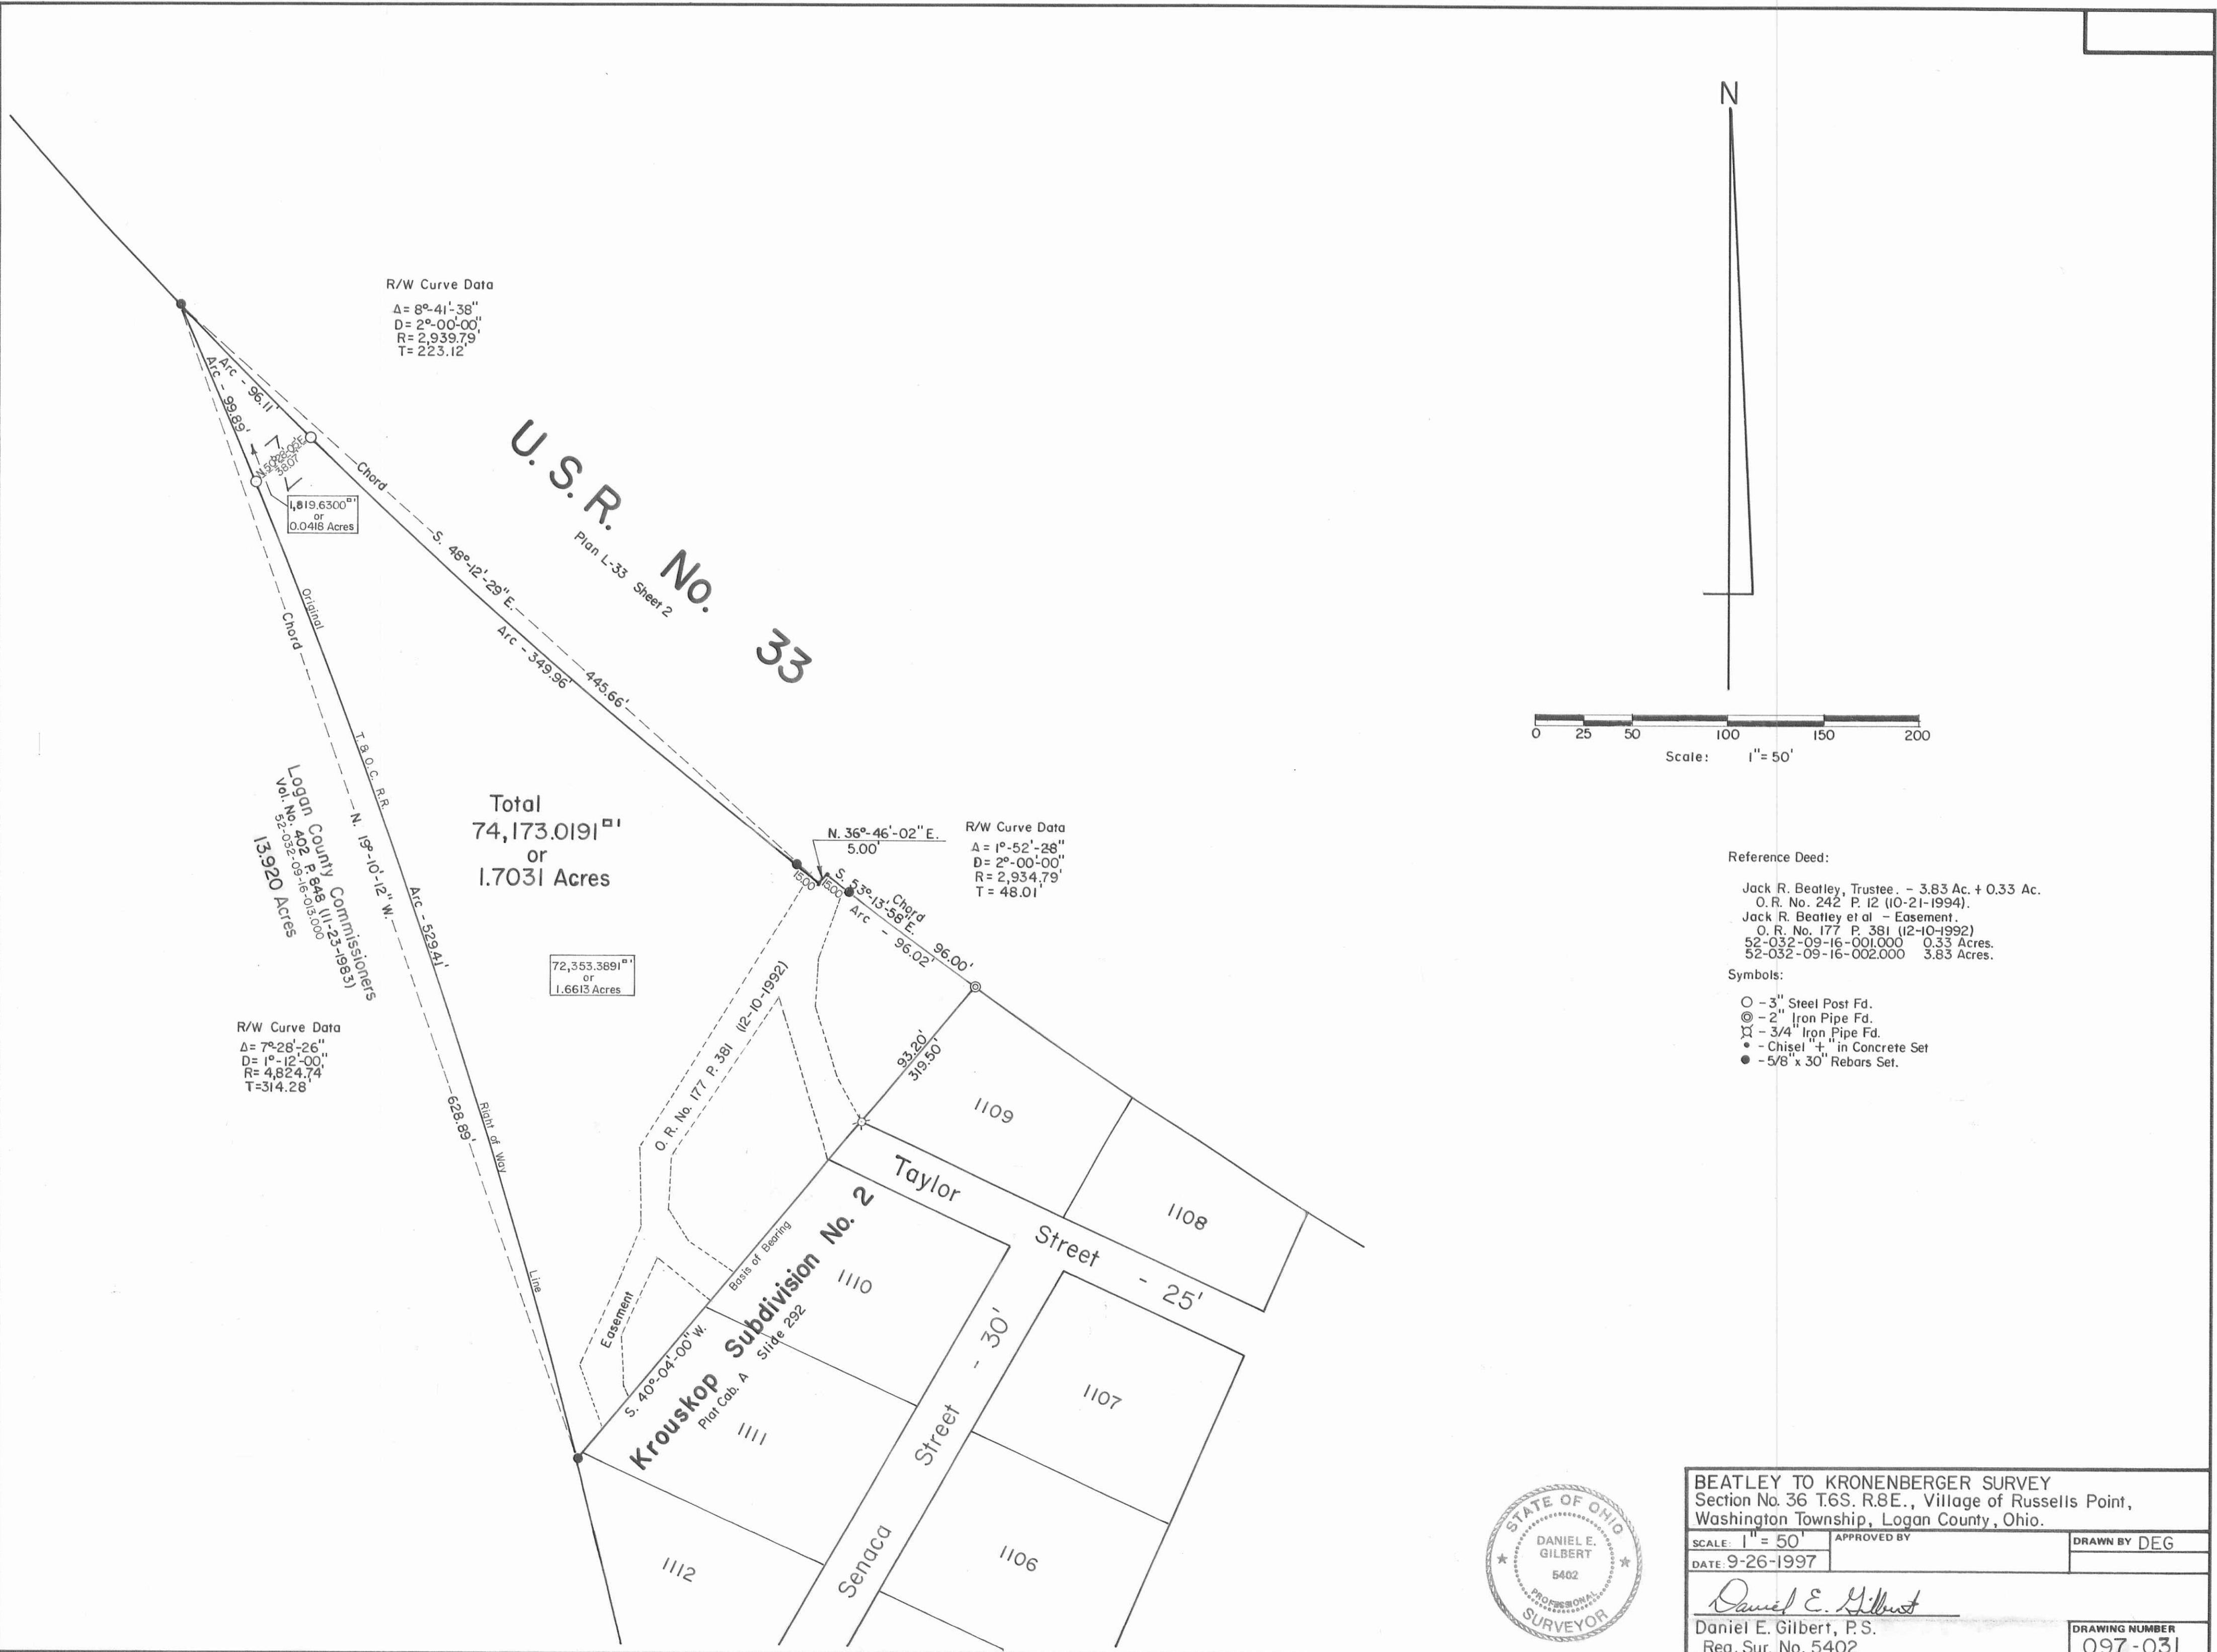 N
R/W Curve Data
Δ= 8°-41'-38"
D= 2°-00'-00"
R= 2,939.79'
T= 223.12'
Arc - 96.11'
Arc - 99.89'
N. 50°-28'-05"E.
38.07'
1,819.6300□'
or
0.0418 Acres
U.S.R. No. 33
Plan L-33 Sheet 2
Chord S. 48°-12'-29" E. 445.66'
Arc - 349.96'
Original T. & O.C. R.R. Right of Way Line
Chord N. 19°-10'-12" W. 628.89'
Arc - 529.41'
Logan County Commissioners
Vol. No. 402 P. 848 (11-23-1983)
52-032-09-16-013.000
13.920 Acres
Total
74,173.0191□'
or
1.7031 Acres
72,353.3891□'
or
1.6613 Acres
R/W Curve Data
Δ= 7°-28'-26"
D= 1°-12'-00"
R= 4,824.74'
T=314.28'
N. 36°-46'-02" E.
5.00'
R/W Curve Data
Δ = 1°-52'-28"
D= 2°-00'-00"
R= 2,934.79'
T = 48.01'
15.00'
15.00'
S. 53°-13'-58"E. 96.00'
Chord
Arc - 96.02'
93.20'
319.50'
O. R. No. 177 P. 381 (12-10-1992)
Easement
Basis of Bearing
S. 40°-04'-00" W.
Krouskop Subdivision No. 2
Plat Cab. A Slide 292
1109
1108
1110
1111
1112
1107
1106
Taylor Street - 25'
Senaca Street - 30'
0 25 50 100 150 200
Scale: 1"= 50'
Reference Deed:
Jack R. Beatley, Trustee. - 3.83 Ac. + 0.33 Ac.
O. R. No. 242 P. 12 (10-21-1994).
Jack R. Beatley et al - Easement.
O. R. No. 177 P. 381 (12-10-1992)
52-032-09-16-001.000 0.33 Acres.
52-032-09-16-002.000 3.83 Acres.
Symbols:
- 3" Steel Post Fd.
- 2" Iron Pipe Fd.
- 3/4" Iron Pipe Fd.
- Chisel "+" in Concrete Set
- 5/8" x 30" Rebars Set.
STATE OF OHIO
DANIEL E.
GILBERT
5402
PROFESSIONAL
SURVEYOR
BEATLEY TO KRONENBERGER SURVEY
Section No. 36 T.6S. R.8E., Village of Russells Point,
Washington Township, Logan County, Ohio.
SCALE: 1" = 50' APPROVED BY DRAWN BY DEG
DATE: 9-26-1997
Daniel E. Gilbert
Daniel E. Gilbert, P.S.
Reg. Sur. No. 5402
DRAWING NUMBER
097-031